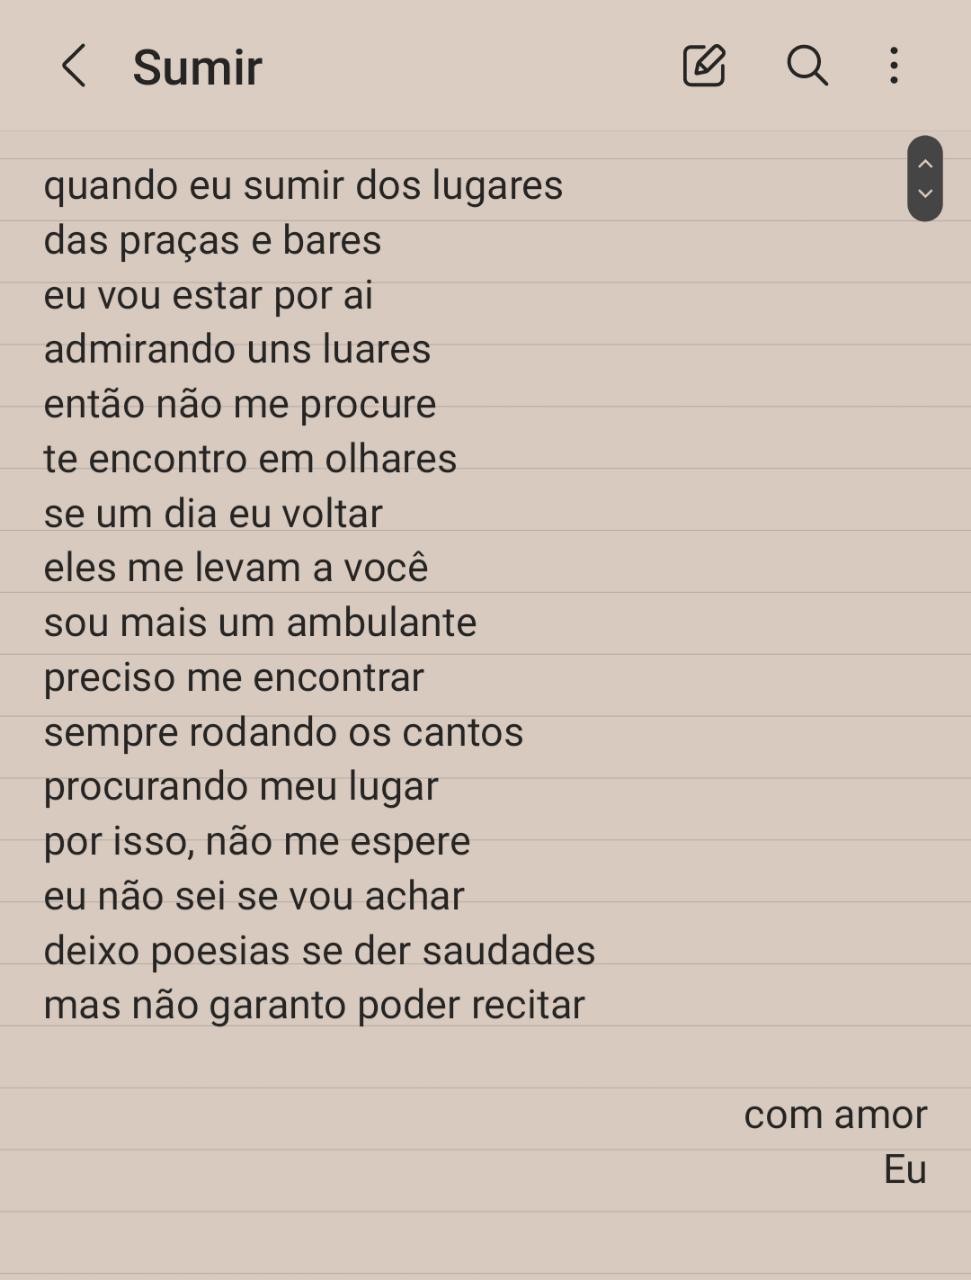 Sumir
quando eu sumir dos lugares
das praças e bares
eu vou estar por ai
admirando uns luares
então não me procure
te encontro em olhares
se um dia eu voltar
eles me levam a você
sou mais um ambulante
preciso me encontrar
sempre rodando os cantos
procurando meu lugar
por isso, não me espere
eu não sei se vou achar
deixo poesias se der saudades
mas não garanto poder recitar
com amor
Eu